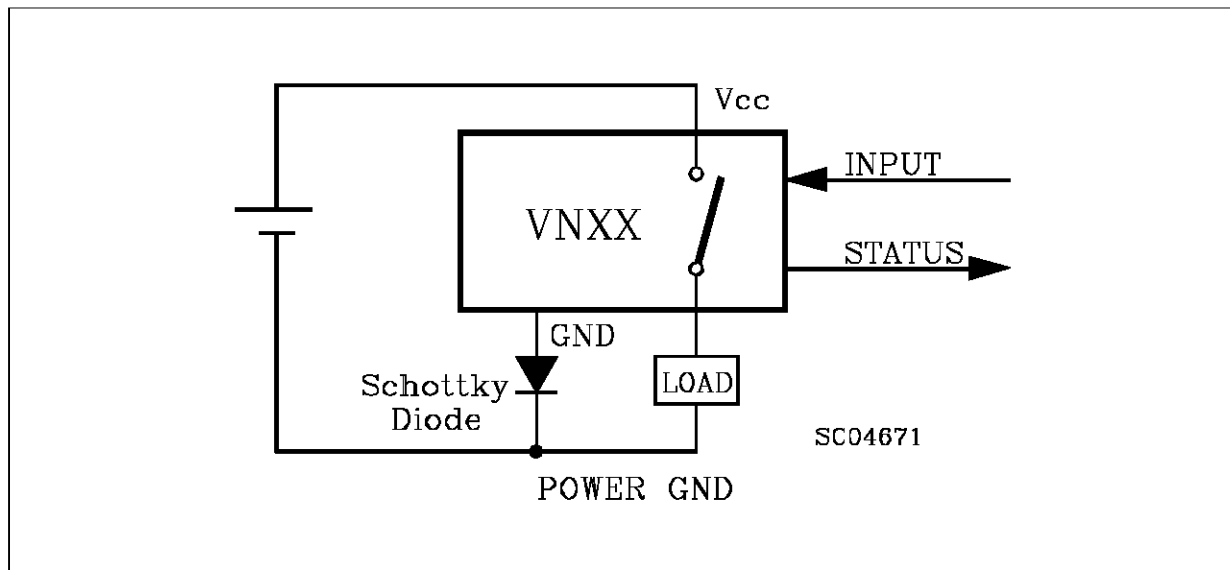 Vcc
INPUT
VNXX
STATUS
GND
Schottky
Diode
LOAD
SC04671
POWER GND